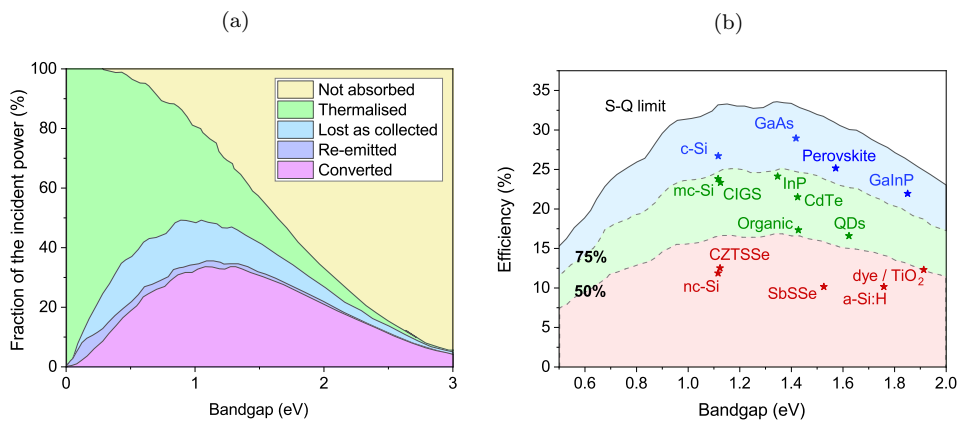 (a)
(b)
Fraction of the incident power (%)
100
80
60
40
20
0
0
1
2
3
Bandgap (eV)
Not absorbed
Thermalised
Lost as collected
Re-emitted
Converted
Efficiency (%)
35
30
25
20
15
10
5
0
0.6
0.8
1.0
1.2
1.4
1.6
1.8
2.0
Bandgap (eV)
S-Q limit
GaAs
c-Si
Perovskite
GaInP
mc-Si
CIGS
InP
CdTe
Organic
QDs
75%
50%
CZTSSe
nc-Si
SbSSe
dye / TiO2
a-Si:H